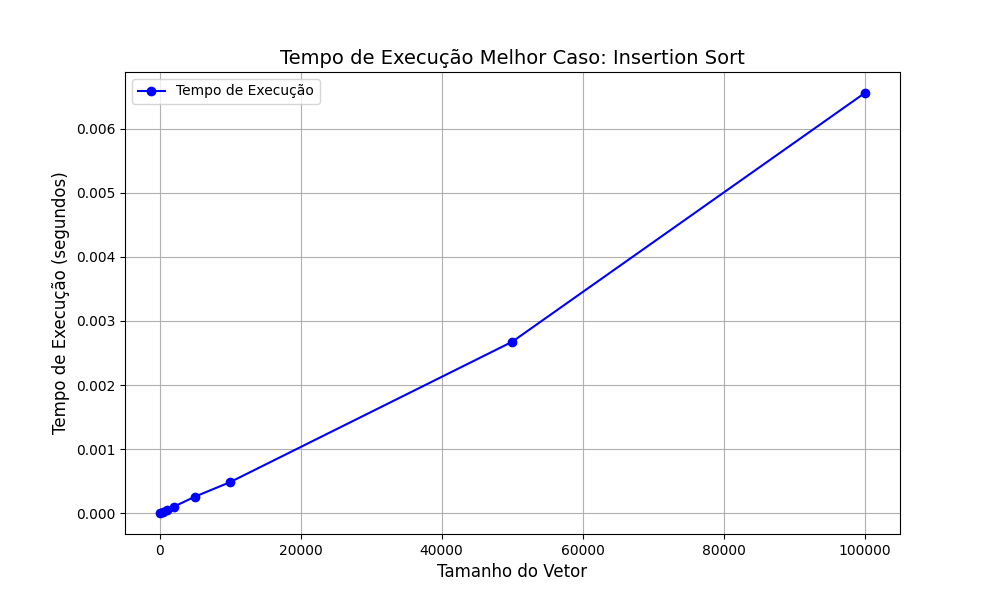 Tempo de Execução Melhor Caso: Insertion Sort
Tempo de Execução
Tempo de Execução (segundos)
0.006
0.005
0.004
0.003
0.002
0.001
0.000
0 20000 40000 60000 80000 100000
Tamanho do Vetor